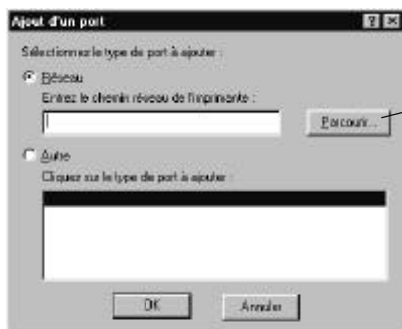 Ajout d'un port
Sélectionnez le type de port à ajouter :
Réseau
Entrez le chemin réseau de l'imprimante :
Parcourir...
Autre
Cliquez sur le type de port à ajouter :
OK
Annuler